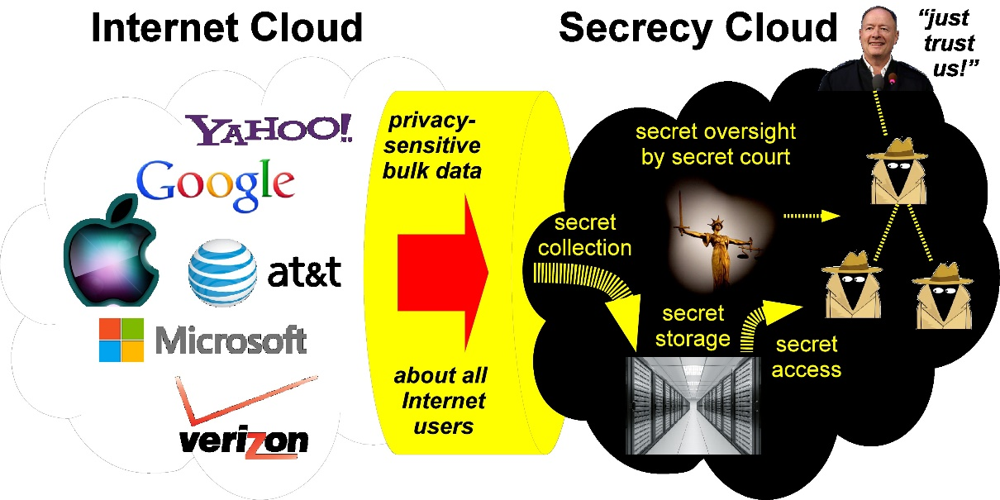 Internet Cloud
Secrecy Cloud
“just
trust
us!”
YAHOO!
Google
at&t
Microsoft
verizon
privacy-
sensitive
bulk data
about all
Internet
users
secret oversight
by secret court
secret
collection
secret
storage
secret
access